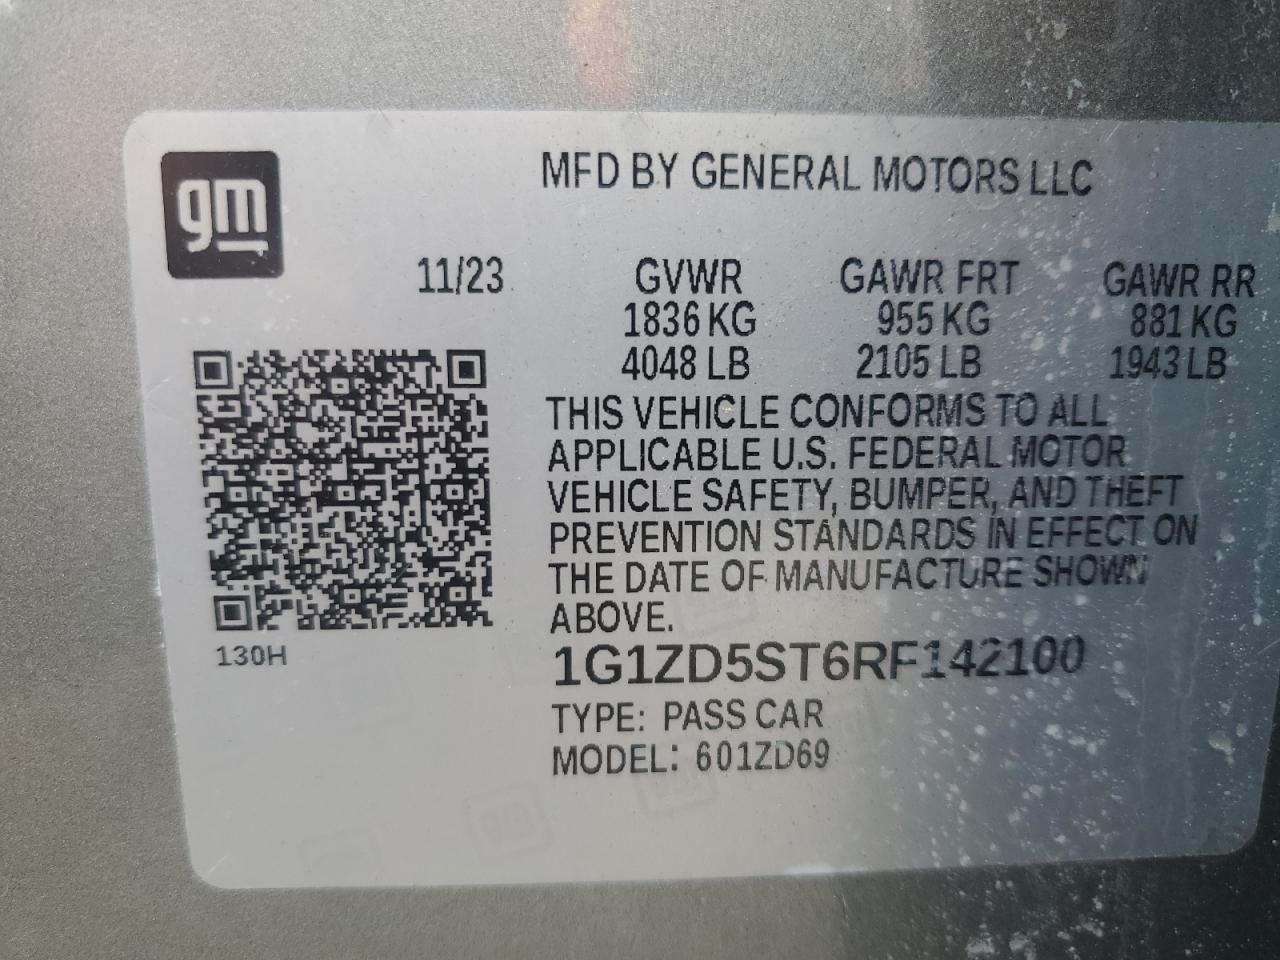 gm
MFD BY GENERAL MOTORS LLC
11/23 GVWR GAWR FRT GAWR RR
1836 KG 955 KG 881 KG
4048 LB 2105 LB 1943 LB
THIS VEHICLE CONFORMS TO ALL
APPLICABLE U.S. FEDERAL MOTOR
VEHICLE SAFETY, BUMPER, AND THEFT
PREVENTION STANDARDS IN EFFECT ON
THE DATE OF MANUFACTURE SHOWN
ABOVE.
130H
1G1ZD5ST6RF142100
TYPE: PASS CAR
MODEL: 601ZD69